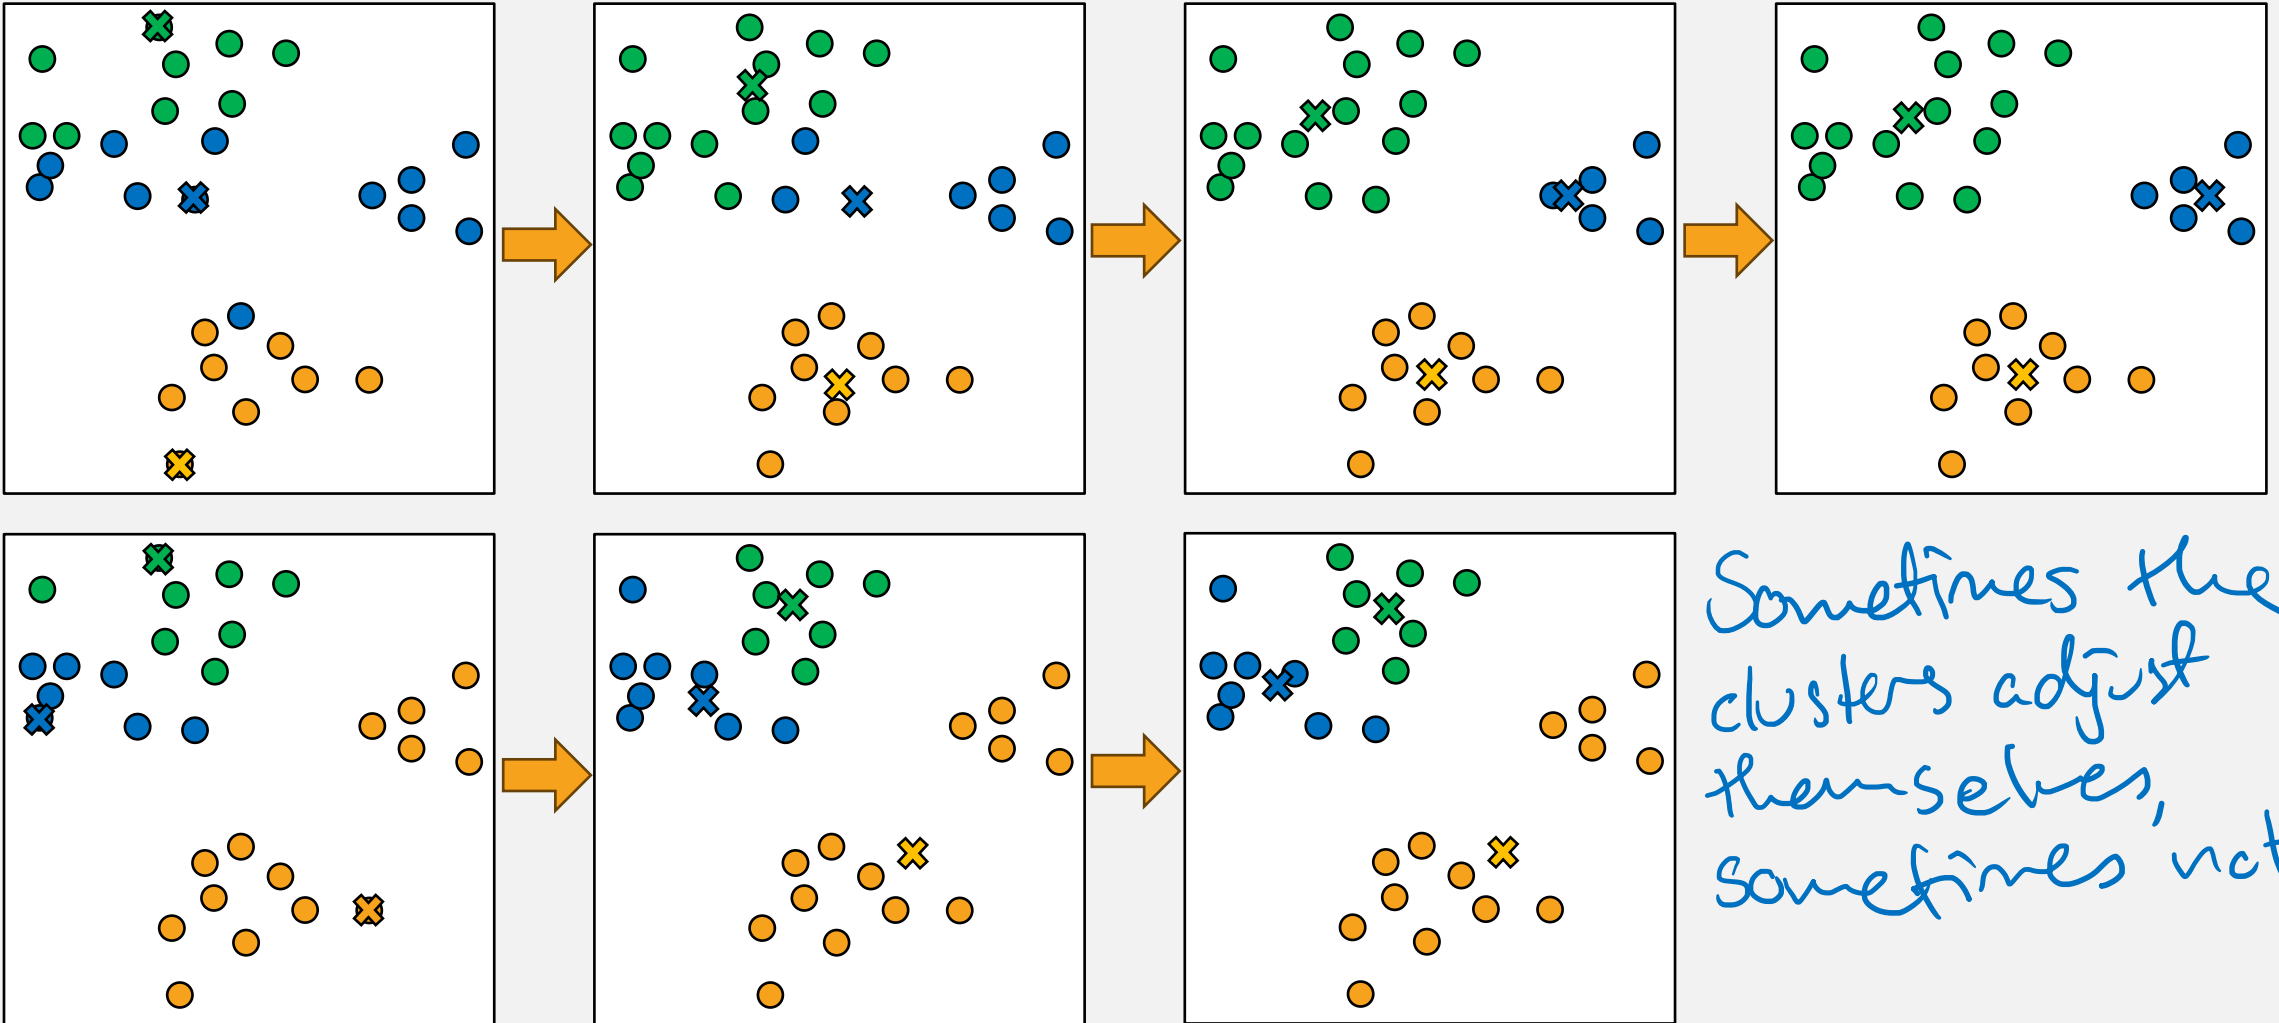 Sometimes the
clusters adjust
themselves,
sometimes not